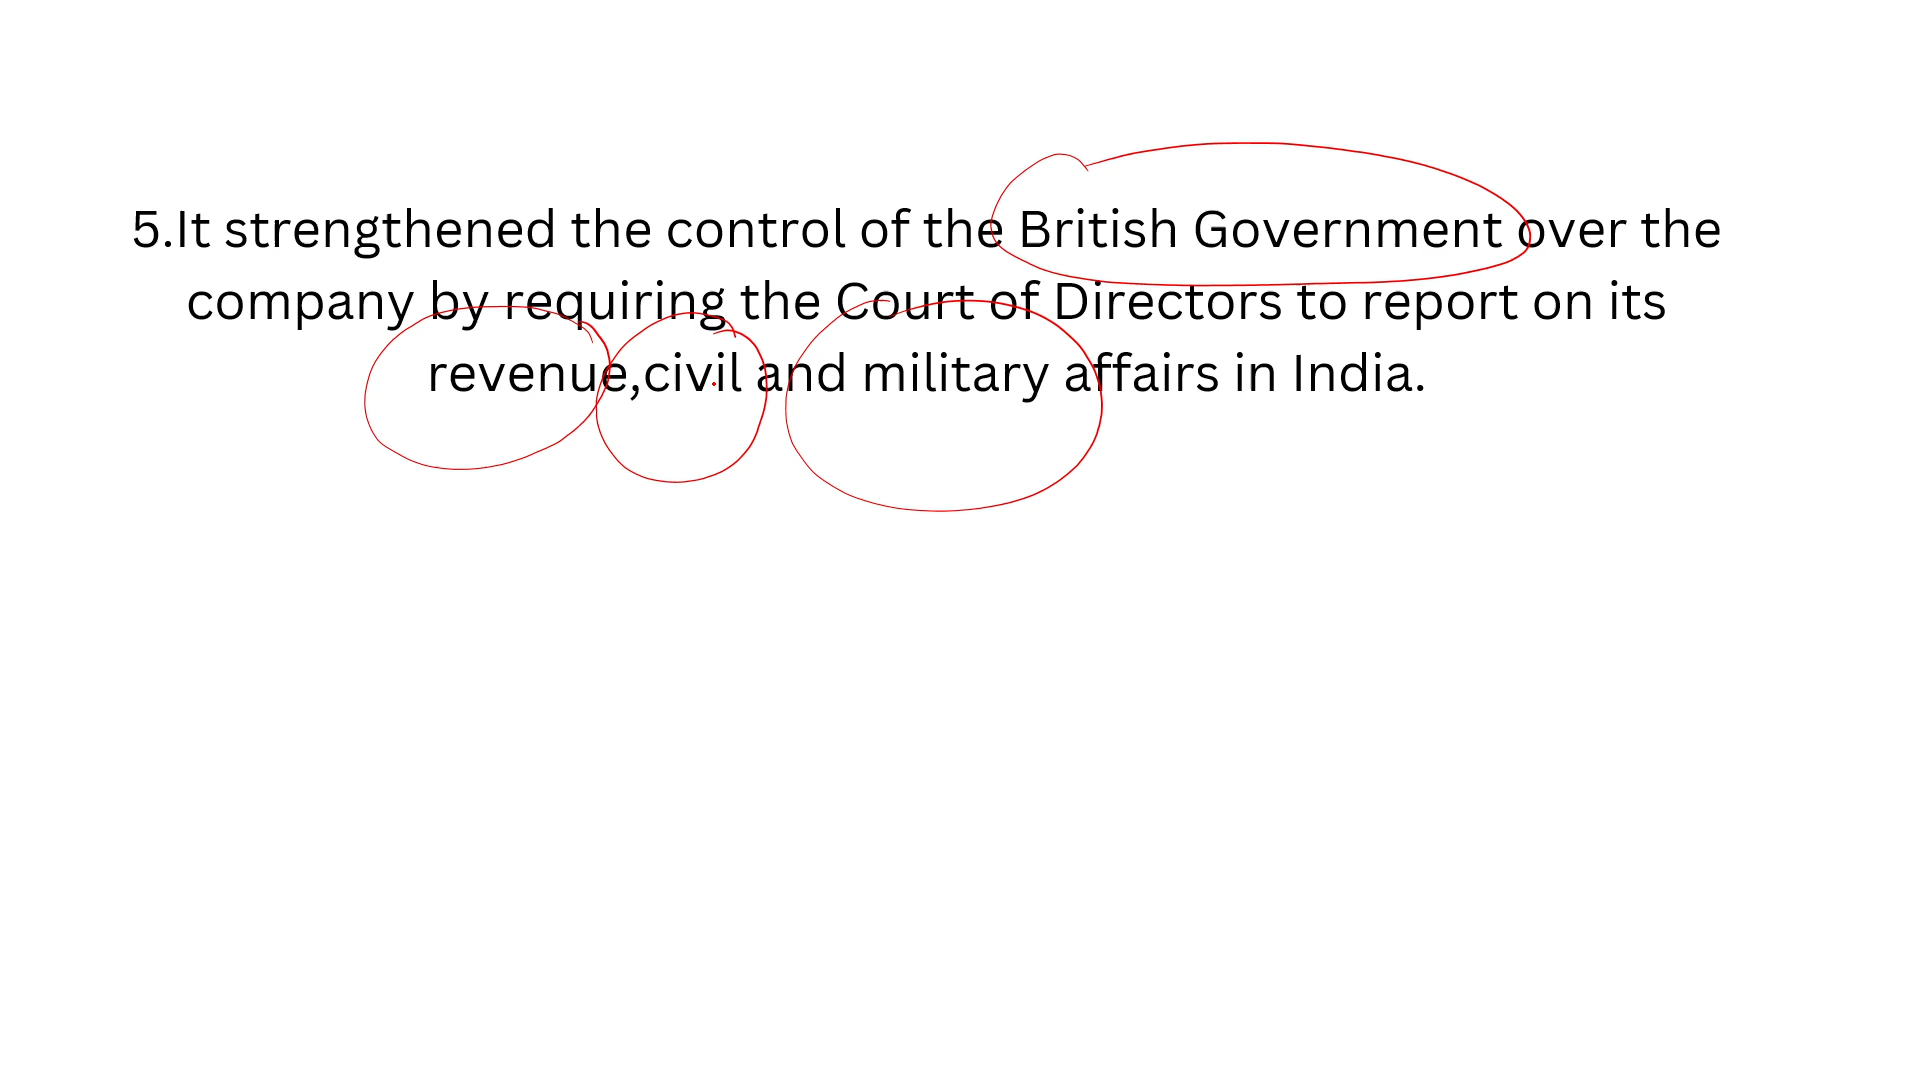 5.It strengthened the control of the British Government over the
company by requiring the Court of Directors to report on its
revenue,civil and military affairs in India.